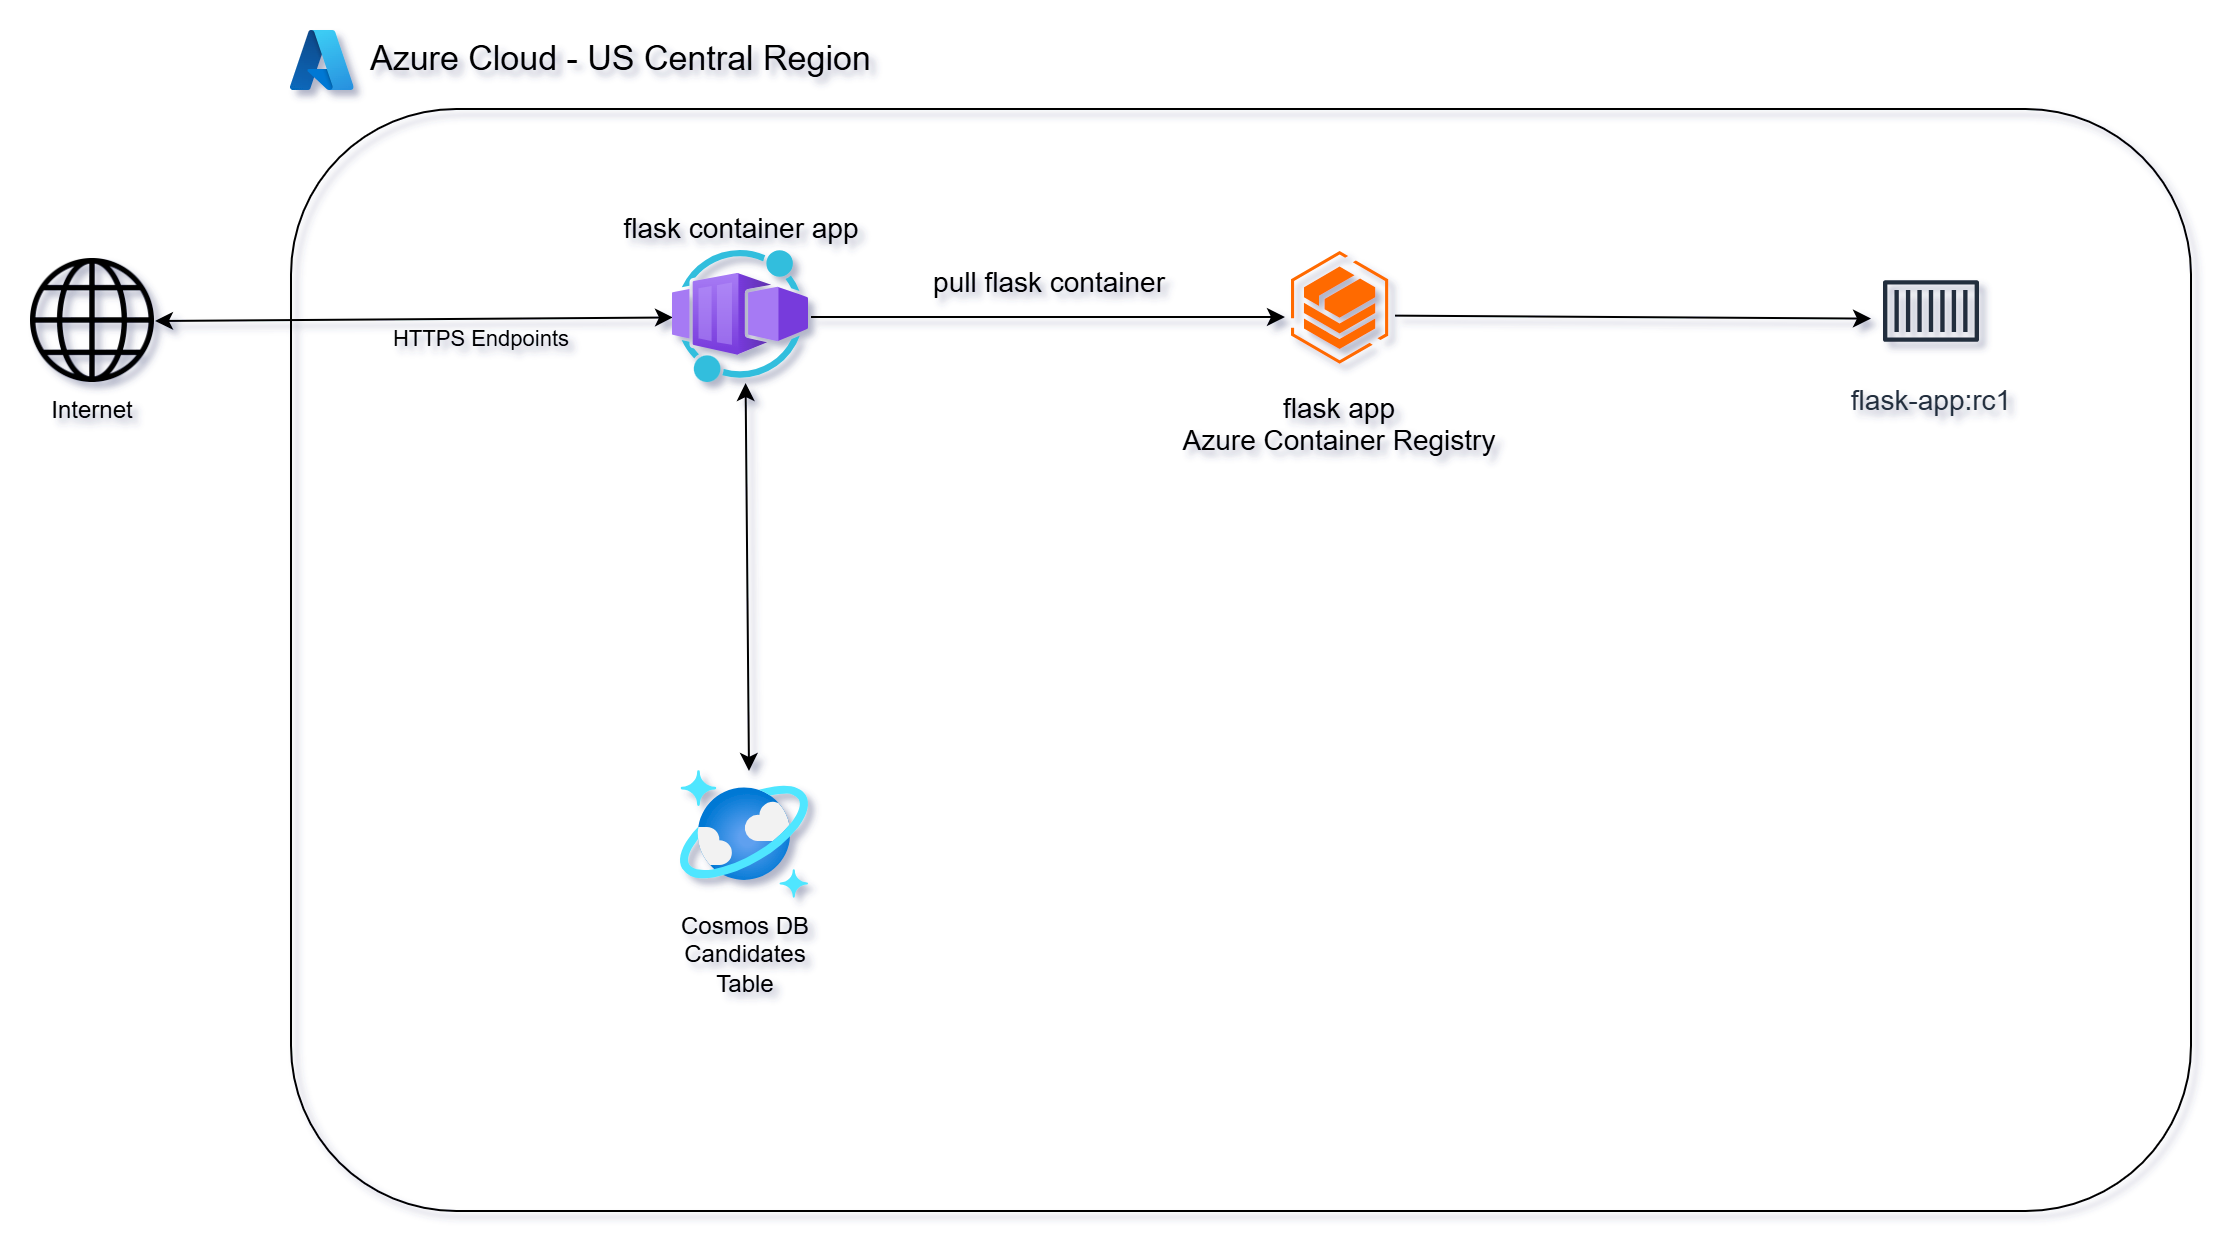 Azure Cloud - US Central Region
flask container app
pull flask container
HTTPS Endpoints
Internet
flask app
Azure Container Registry
flask-app:rc1
Cosmos DB
Candidates
Table